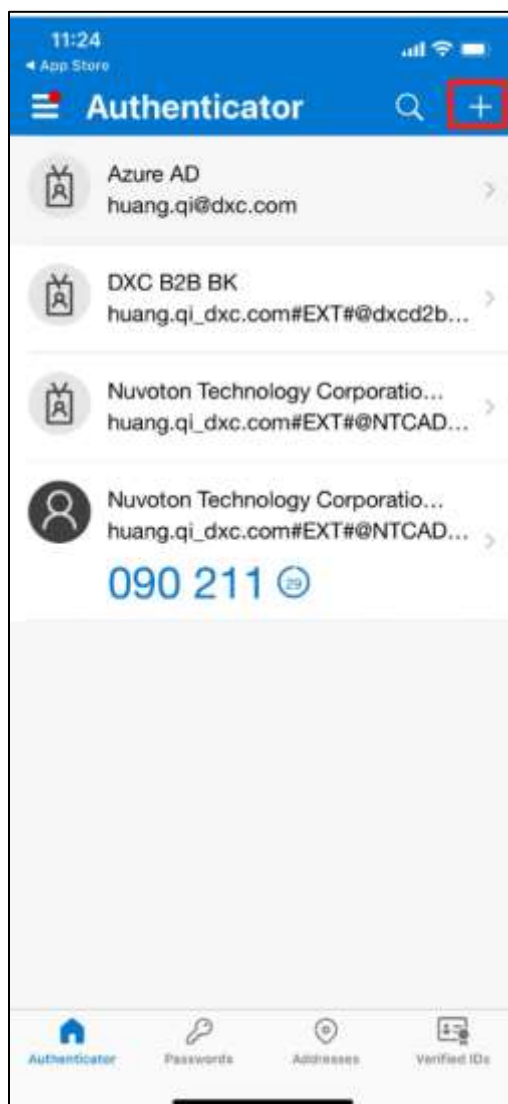 11:24
◀ App Store
Authenticator
Azure AD
huang.qi@dxc.com
DXC B2B BK
huang.qi_dxc.com#EXT#@dxcd2b...
Nuvoton Technology Corporatio...
huang.qi_dxc.com#EXT#@NTCAD...
Nuvoton Technology Corporatio...
huang.qi_dxc.com#EXT#@NTCAD...
090 211 29
Authenticator Passwords Addresses Verified IDs